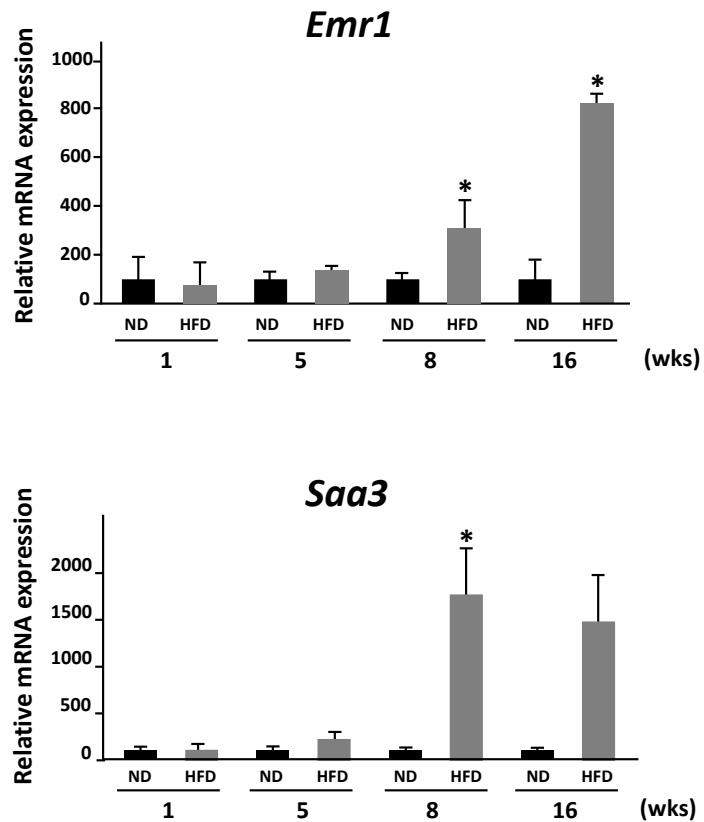 Emr1
Relative mRNA expression
1000
800
600
400
200
0
*
*
ND HFD ND HFD ND HFD ND HFD
1 5 8 16 (wks)
Saa3
Relative mRNA expression
2000
1500
1000
500
0
*
ND HFD ND HFD ND HFD ND HFD
1 5 8 16 (wks)